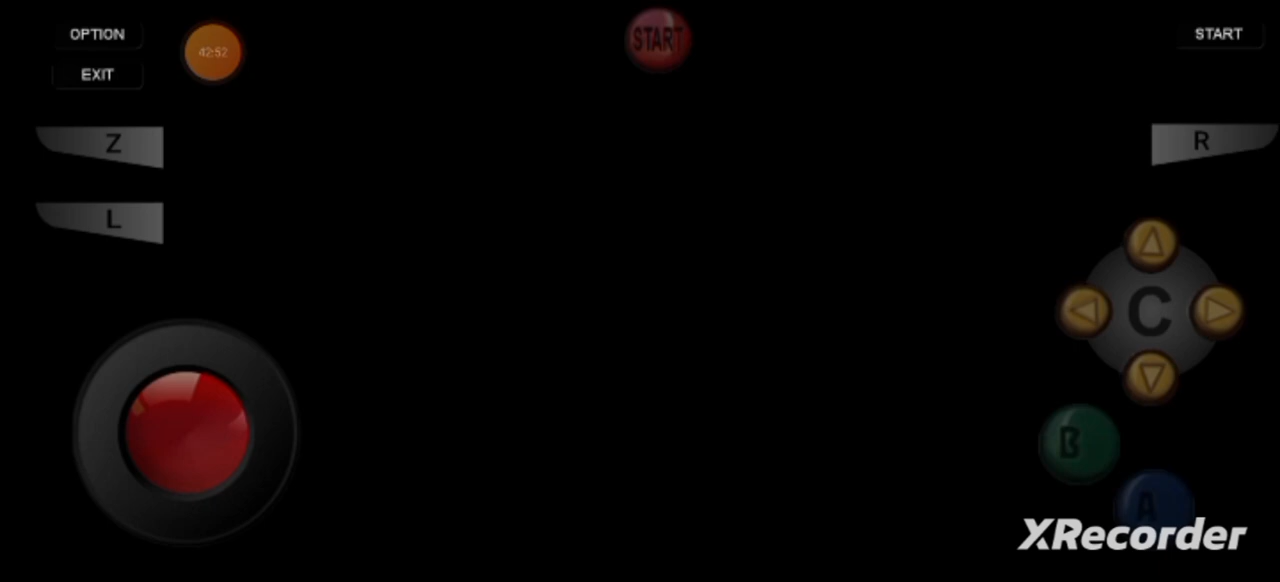 OPTION
42:52
START
START
EXIT
Z
R
L
C
B
A
XRecorder